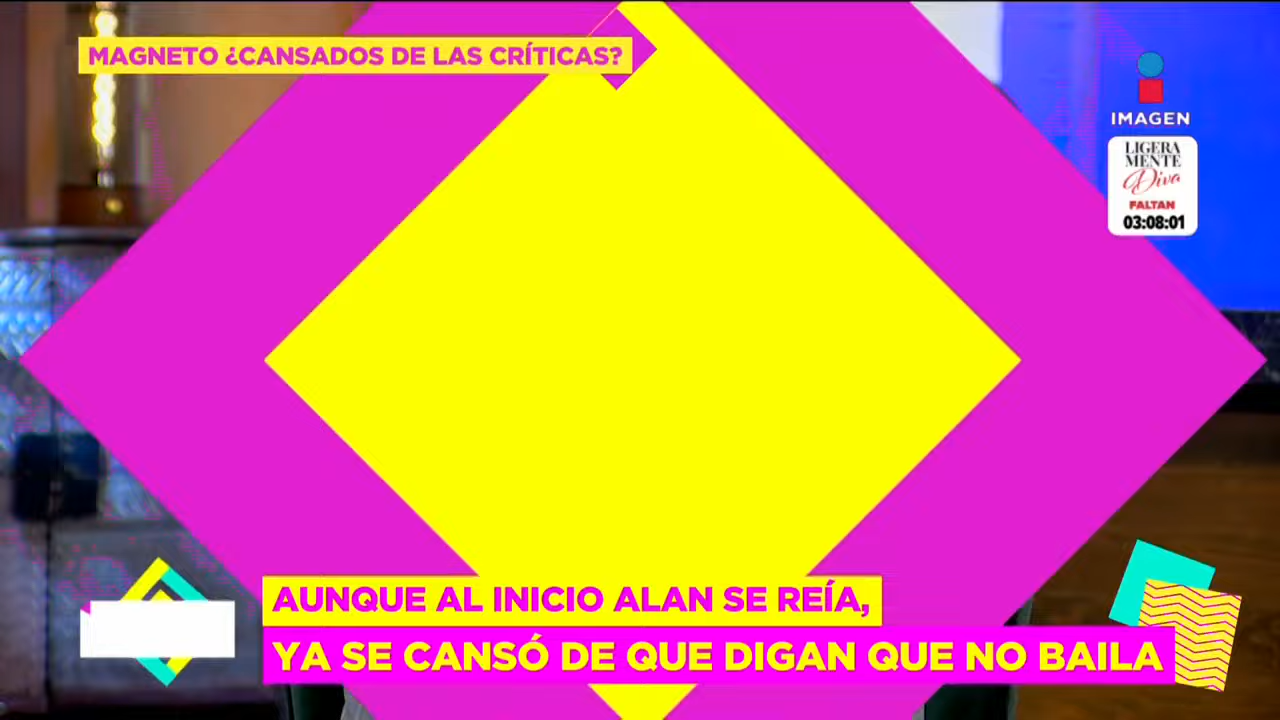 MAGNETO ¿CANSADOS DE LAS CRÍTICAS?
IMAGEN
LIGERA
MENTE
Diva
FALTAN
03:08:01
AUNQUE AL INICIO ALAN SE REÍA,
YA SE CANSÓ DE QUE DIGAN QUE NO BAILA